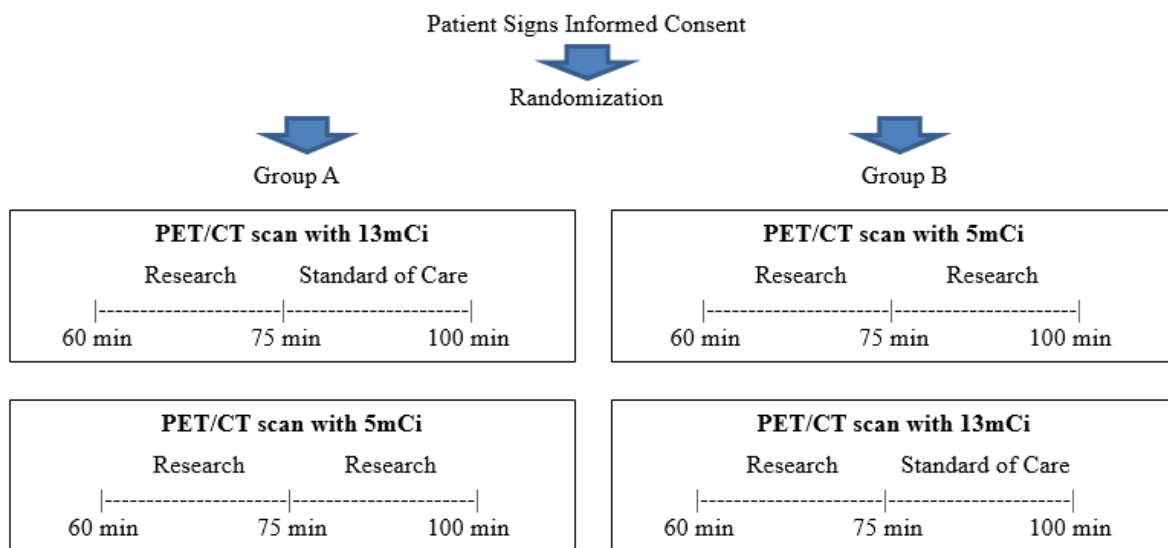 Patient Signs Informed Consent
Randomization
Group A
Group B
PET/CT scan with 13mCi
Research Standard of Care
|--------------------|--------------------|
60 min 75 min 100 min
PET/CT scan with 5mCi
Research Research
|--------------------|--------------------|
60 min 75 min 100 min
PET/CT scan with 5mCi
Research Research
|--------------------|--------------------|
60 min 75 min 100 min
PET/CT scan with 13mCi
Research Standard of Care
|--------------------|--------------------|
60 min 75 min 100 min